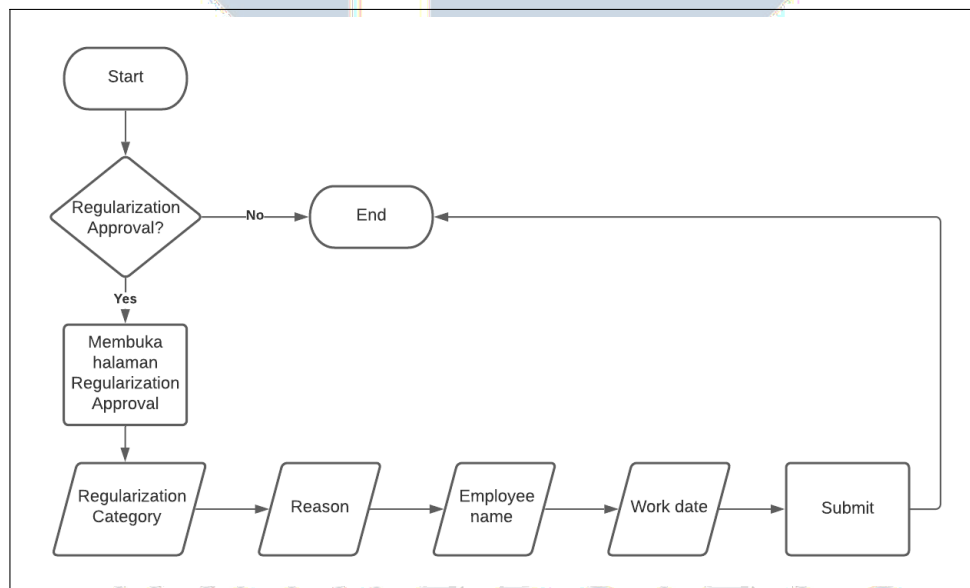 Start
Regularization
Approval?
No
End
Yes
Membuka
halaman
Regularization
Approval
Regularization
Category
Reason
Employee
name
Work date
Submit